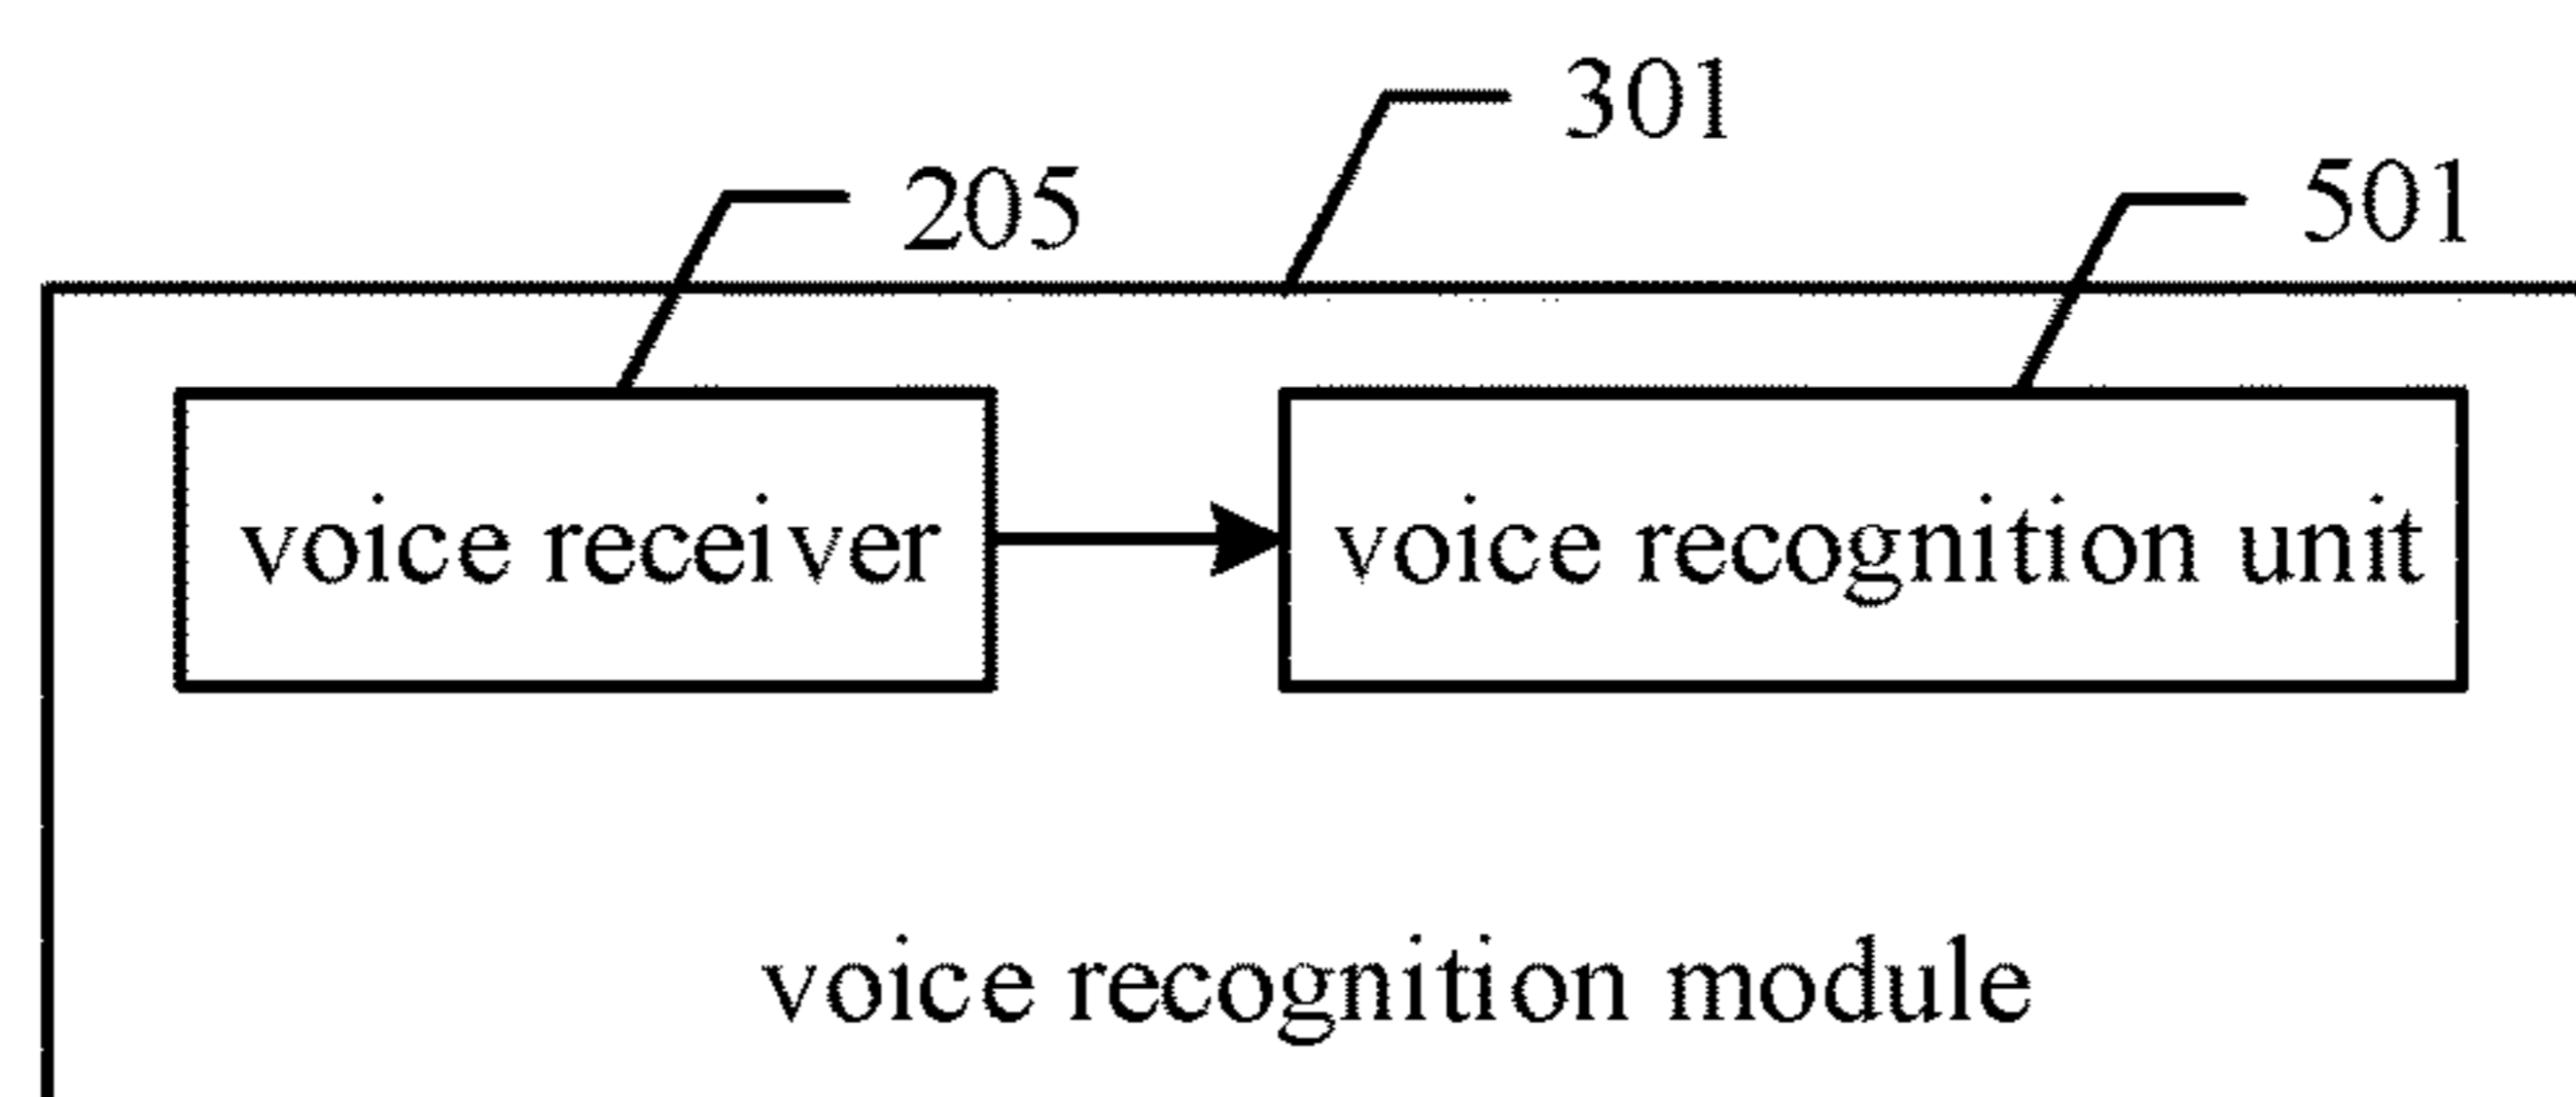 301
205
501
voice receiver
voice recognition unit
voice recognition module